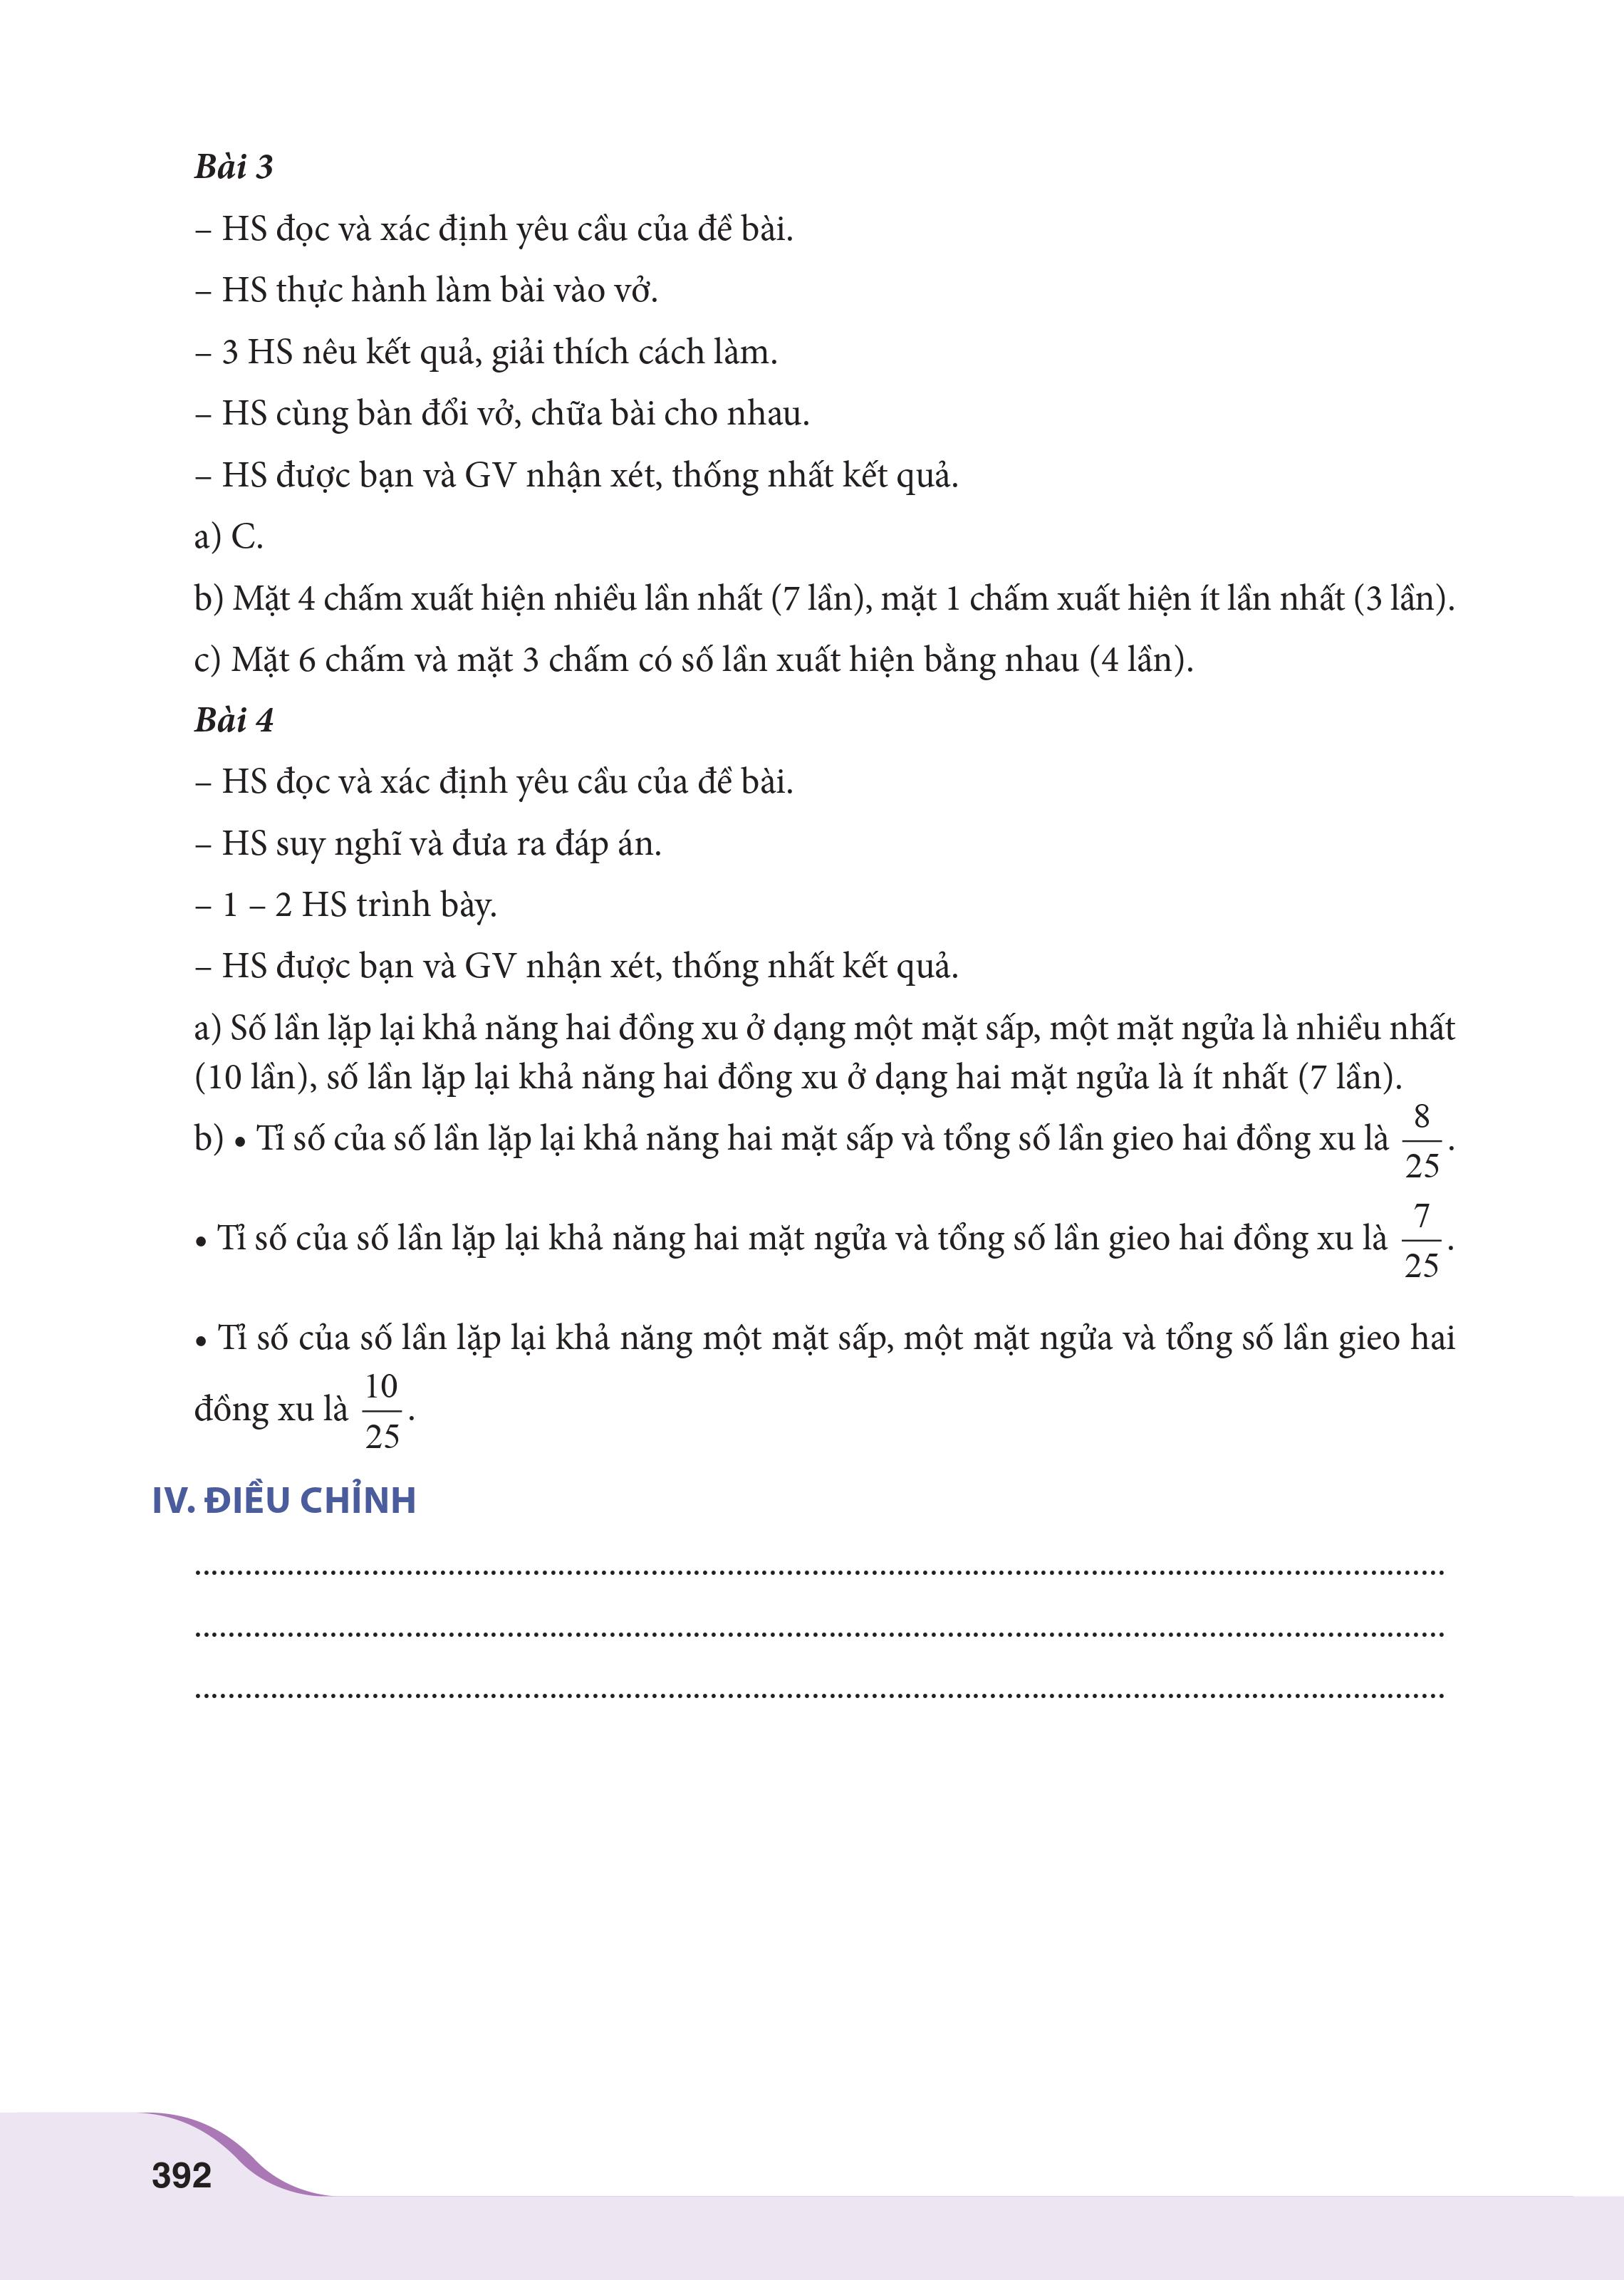 Bài 3
– HS đọc và xác định yêu cầu của đề bài.
– HS thực hành làm bài vào vở.
– 3 HS nêu kết quả, giải thích cách làm.
– HS cùng bàn đổi vở, chữa bài cho nhau.
– HS được bạn và GV nhận xét, thống nhất kết quả.
a) C.
b) Mặt 4 chấm xuất hiện nhiều lần nhất (7 lần), mặt 1 chấm xuất hiện ít lần nhất (3 lần).
c) Mặt 6 chấm và mặt 3 chấm có số lần xuất hiện bằng nhau (4 lần).
Bài 4
– HS đọc và xác định yêu cầu của đề bài.
– HS suy nghĩ và đưa ra đáp án.
– 1 – 2 HS trình bày.
– HS được bạn và GV nhận xét, thống nhất kết quả.
a) Số lần lặp lại khả năng hai đồng xu ở dạng một mặt sấp, một mặt ngửa là nhiều nhất
(10 lần), số lần lặp lại khả năng hai đồng xu ở dạng hai mặt ngửa là ít nhất (7 lần).
b) • Tỉ số của số lần lặp lại khả năng hai mặt sấp và tổng số lần gieo hai đồng xu là 8/25.
• Tỉ số của số lần lặp lại khả năng hai mặt ngửa và tổng số lần gieo hai đồng xu là 7/25.
• Tỉ số của số lần lặp lại khả năng một mặt sấp, một mặt ngửa và tổng số lần gieo hai
đồng xu là 10/25.
IV. ĐIỀU CHỈNH
392